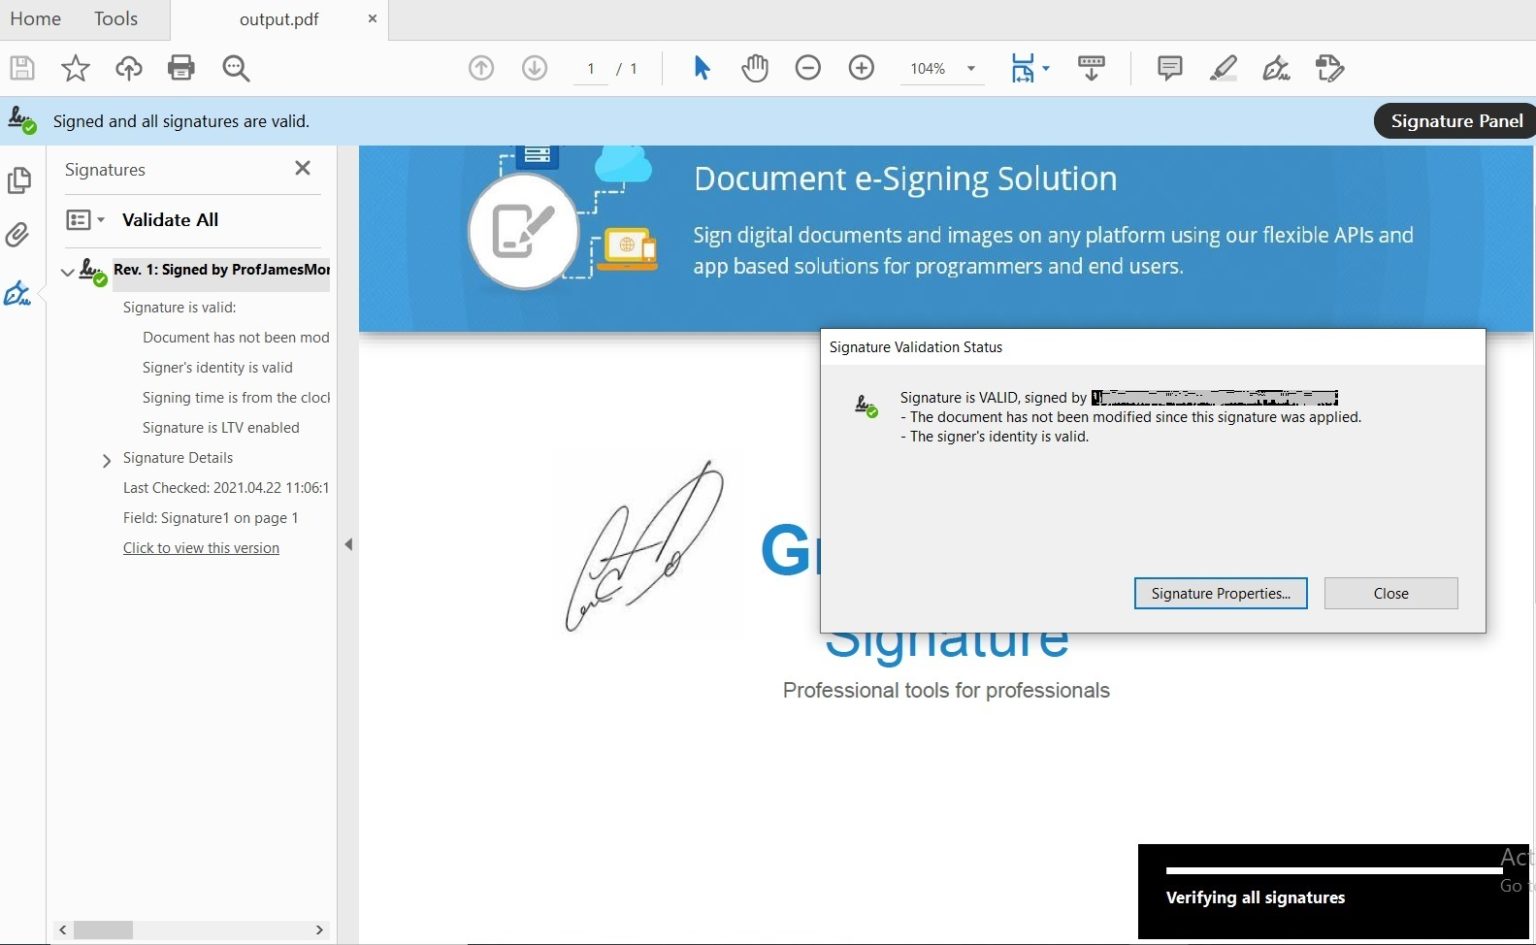 Home Tools output.pdf
1 / 1 104%
Signed and all signatures are valid.
Signature Panel
Signatures
Validate All
Rev. 1: Signed by ProfJamesMor
Signature is valid:
Document has not been mod
Signer's identity is valid
Signing time is from the clock
Signature is LTV enabled
Signature Details
Last Checked: 2021.04.22 11:06:1
Field: Signature1 on page 1
Click to view this version
Document e-Signing Solution
Sign digital documents and images on any platform using our flexible APIs and
app based solutions for programmers and end users.
Signature Validation Status
Signature is VALID, signed by
- The document has not been modified since this signature was applied.
- The signer's identity is valid.
Signature Properties...
Close
G
Signature
Professional tools for professionals
Verifying all signatures
Act
Go to